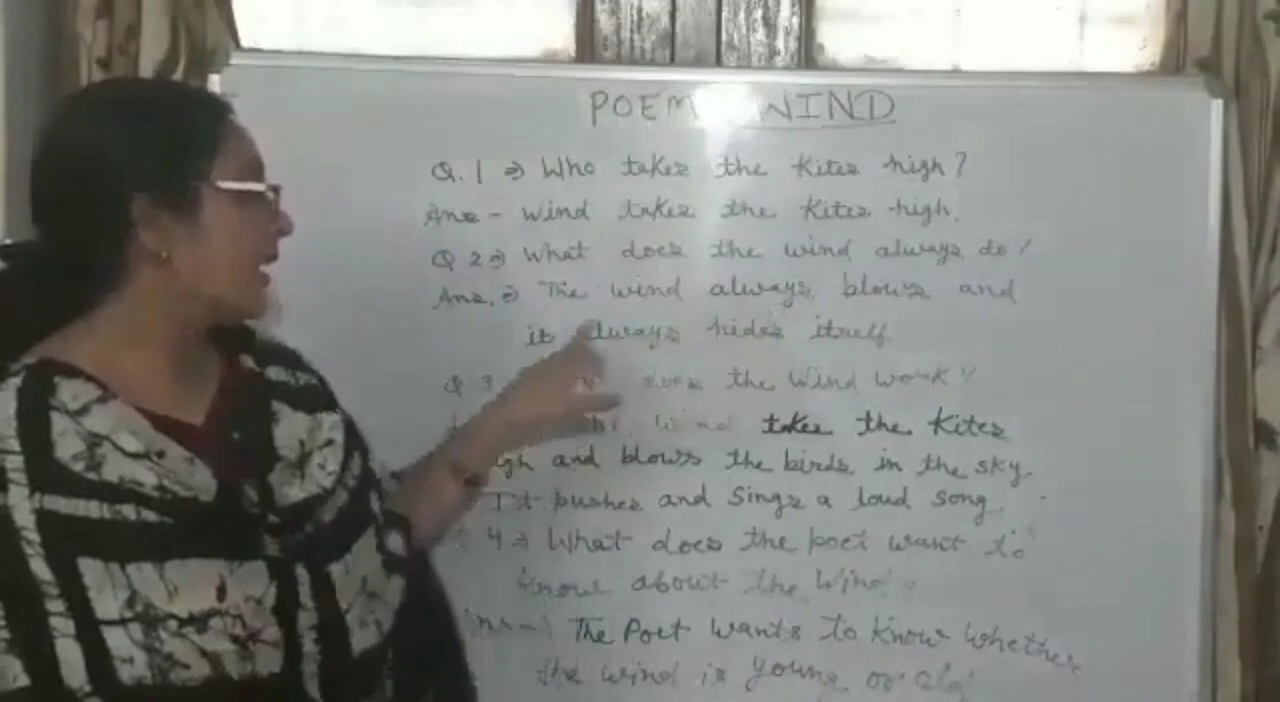 POEM WIND
Q.1 ⇒ Who takes the Kites high?
Ans - wind takes the Kites high.
Q 2 ⇒ What does the wind always do?
Ans. ⇒ The wind always blows and
it always hides itself
Q 3 the wind work?
takes the Kites
and blows the birds in the sky.
It pushes and Sings a loud song.
4 ⇒ What does the poet want to
know about the Wind
The Poet wants to know whether
the wind is young or old